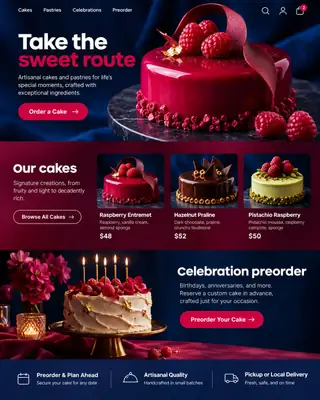 Cakes Pastries Celebrations Preorder
2
Take the
sweet route
Artisanal cakes and pastries for life's
special moments, crafted with
exceptional ingredients.
Order a Cake →
Our cakes
Signature creations, from
fruity and light to decadently
rich.
Browse All Cakes →
Raspberry Entremet
Raspberry, vanilla cream,
almond sponge
$48
Hazelnut Praline
Dark chocolate, praline,
crunchy feuilletine
$52
Pistachio Raspberry
Pistachio mousse, raspberry
compote, sponge
$50
Celebration preorder
Birthdays, anniversaries, and more.
Reserve a custom cake in advance,
crafted just for your occasion.
Preorder Your Cake →
Preorder & Plan Ahead
Secure your cake for any date
Artisanal Quality
Handcrafted in small batches
Pickup or Local Delivery
Fresh, safe, and on time